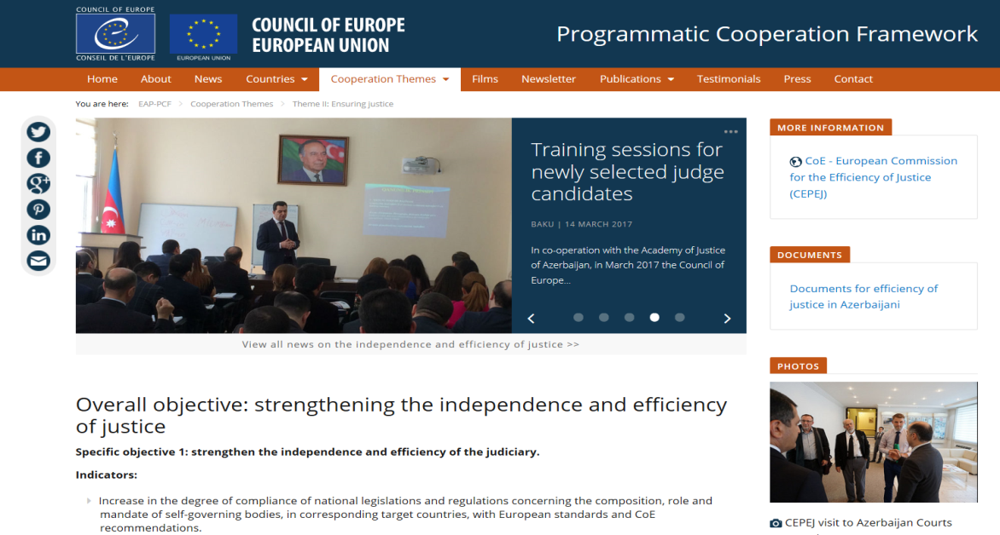 COUNCIL OF EUROPE
CONSEIL DE L'EUROPE
EUROPEAN UNION
COUNCIL OF EUROPE
EUROPEAN UNION
Programmatic Cooperation Framework
Home About News Countries Cooperation Themes Films Newsletter Publications Testimonials Press Contact
You are here: EAP-PCF > Cooperation Themes > Theme II: Ensuring justice
Training sessions for
newly selected judge
candidates
BAKU | 14 MARCH 2017
In co-operation with the Academy of Justice
of Azerbaijan, in March 2017 the Council of
Europe...
View all news on the independence and efficiency of justice >>
Overall objective: strengthening the independence and efficiency
of justice
Specific objective 1: strengthen the independence and efficiency of the judiciary.
Indicators:
Increase in the degree of compliance of national legislations and regulations concerning the composition, role and
mandate of self-governing bodies, in corresponding target countries, with European standards and CoE
recommendations.
MORE INFORMATION
CoE - European Commission
for the Efficiency of Justice
(CEPEJ)
DOCUMENTS
Documents for efficiency of
justice in Azerbaijani
PHOTOS
CEPEJ visit to Azerbaijan Courts